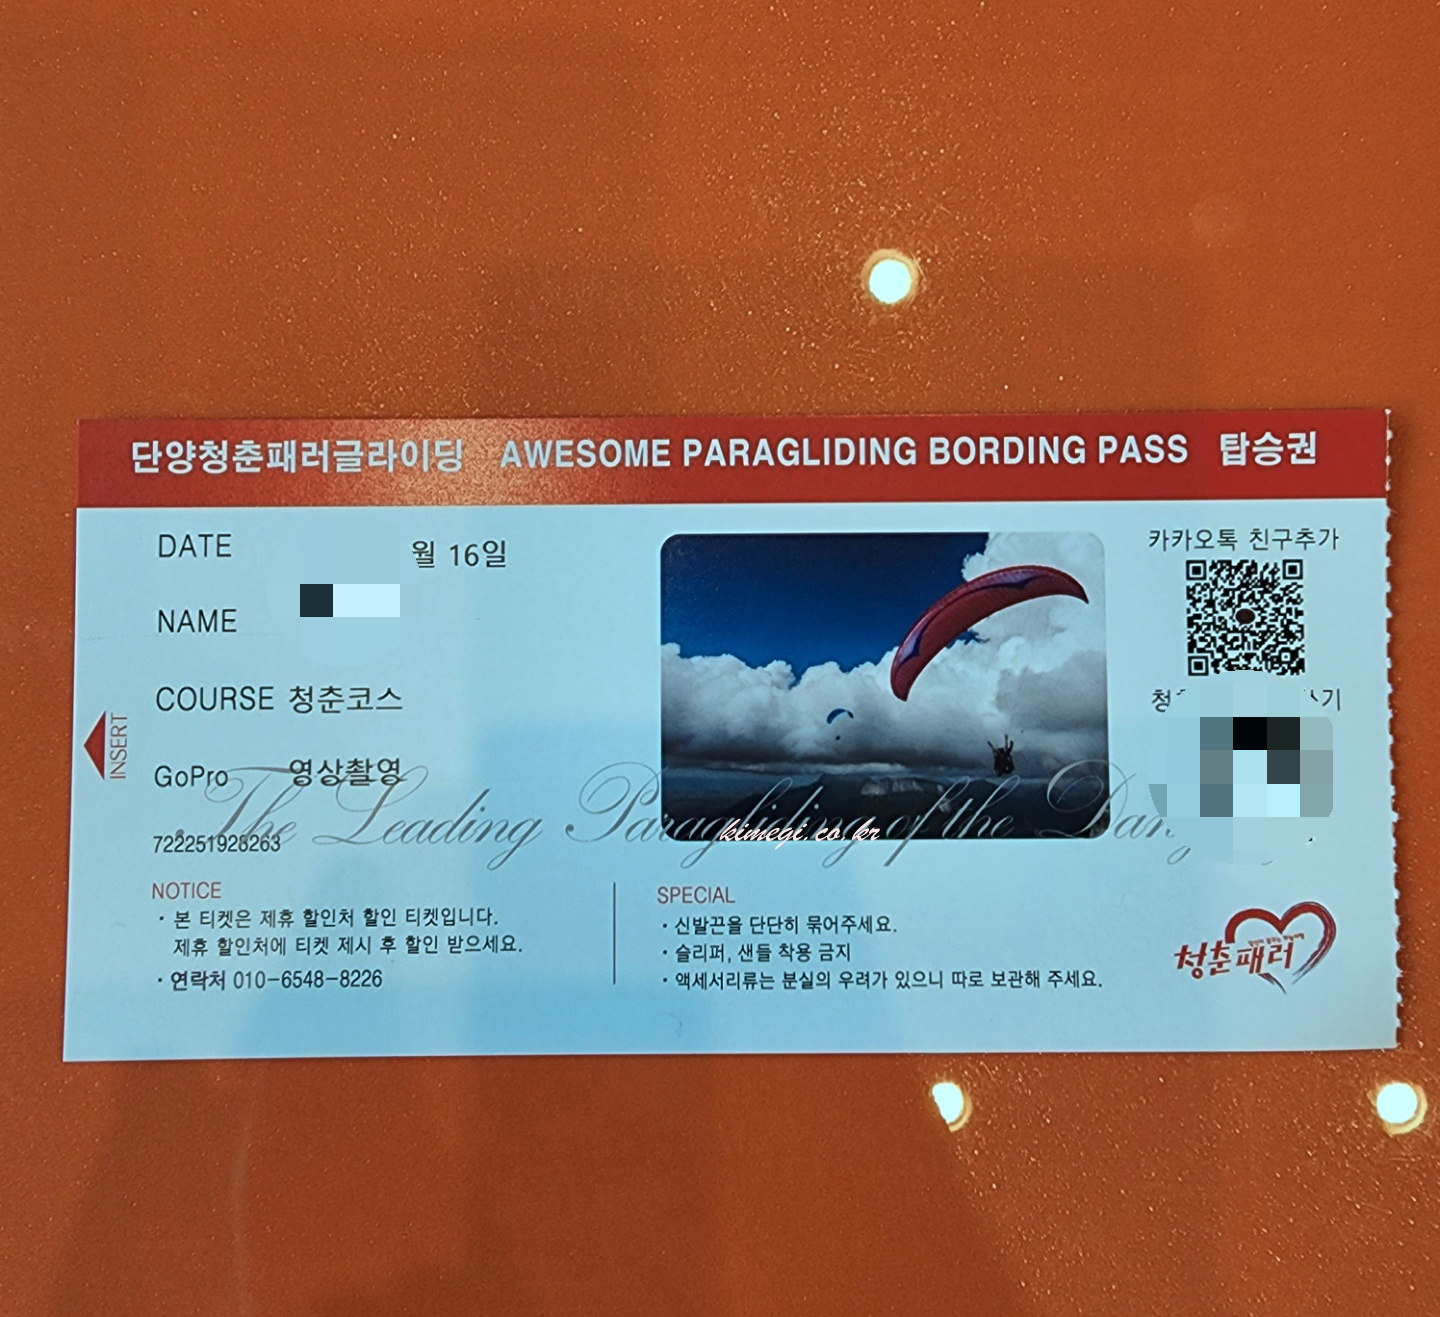 단양청춘패러글라이딩 AWESOME PARAGLIDING BORDING PASS 탑승권
DATE 월 16일
NAME
COURSE 청춘코스
GoPro 영상촬영
722251928263
INSERT
The Leading Paragliding of the Dan
kimegi.co.kr
카카오톡 친구추가
NOTICE
· 본 티켓은 제휴 할인처 할인 티켓입니다.
제휴 할인처에 티켓 제시 후 할인 받으세요.
· 연락처 010-6548-8226
SPECIAL
· 신발끈을 단단히 묶어주세요.
· 슬리퍼, 샌들 착용 금지
· 액세서리류는 분실의 우려가 있으니 따로 보관해 주세요.
청춘패러